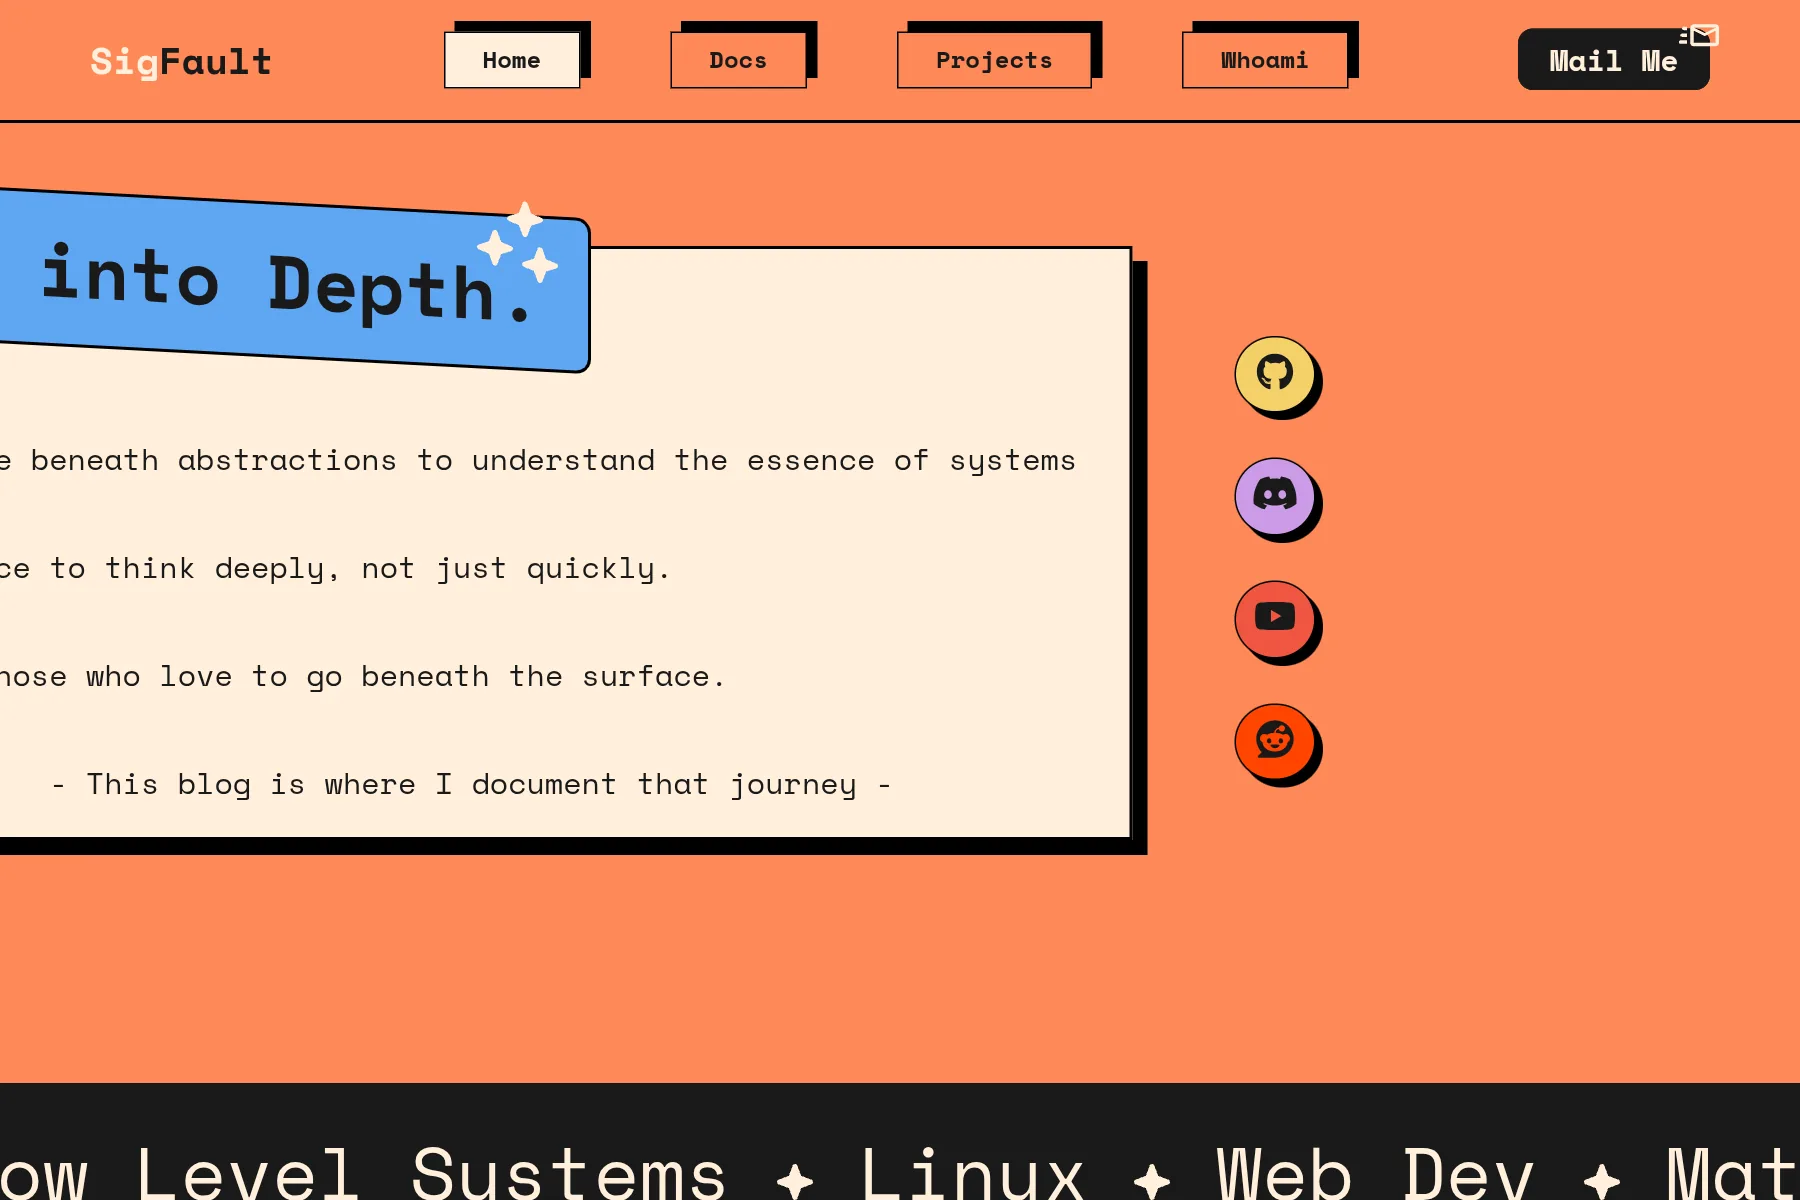 SigFault
Home
Docs
Projects
Whoami
Mail Me
into Depth.
beneath abstractions to understand the essence of systems
to think deeply, not just quickly.
who love to go beneath the surface.
- This blog is where I document that journey -
Level Systems ✦ Linux ✦ Web Dev ✦